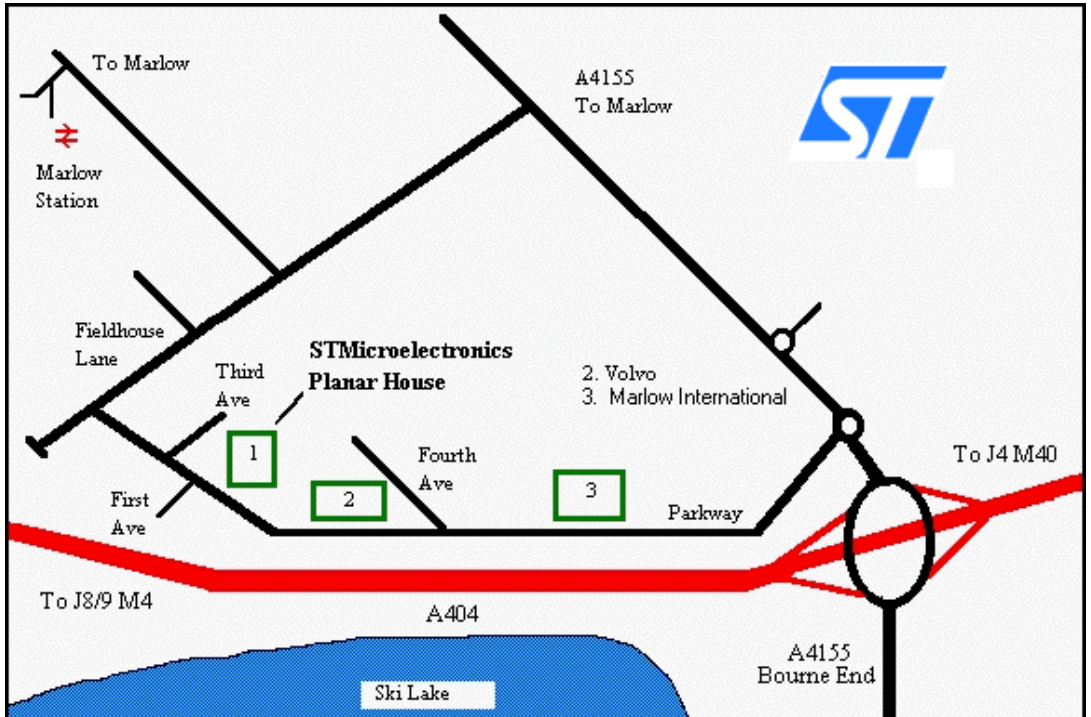 To Marlow
A4155
To Marlow
ST
Marlow
Station
Fieldhouse
Lane
Third
Ave
STMicroelectronics
Planar House
2. Volvo
3. Marlow International
1
2
3
Fourth
Ave
First
Ave
Parkway
To J4 M40
To J8/9 M4
A404
A4155
Bourne End
Ski Lake